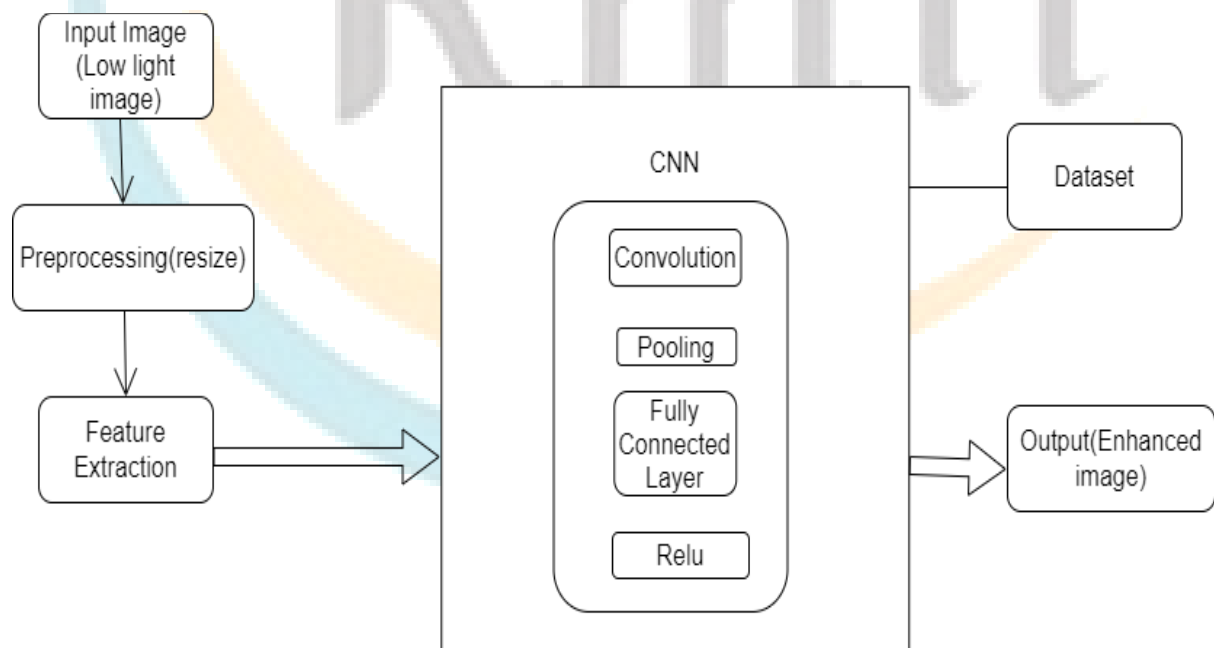 Input Image
(Low light
image)
Preprocessing(resize)
Feature
Extraction
CNN
Convolution
Pooling
Fully
Connected
Layer
Relu
Dataset
Output(Enhanced
image)